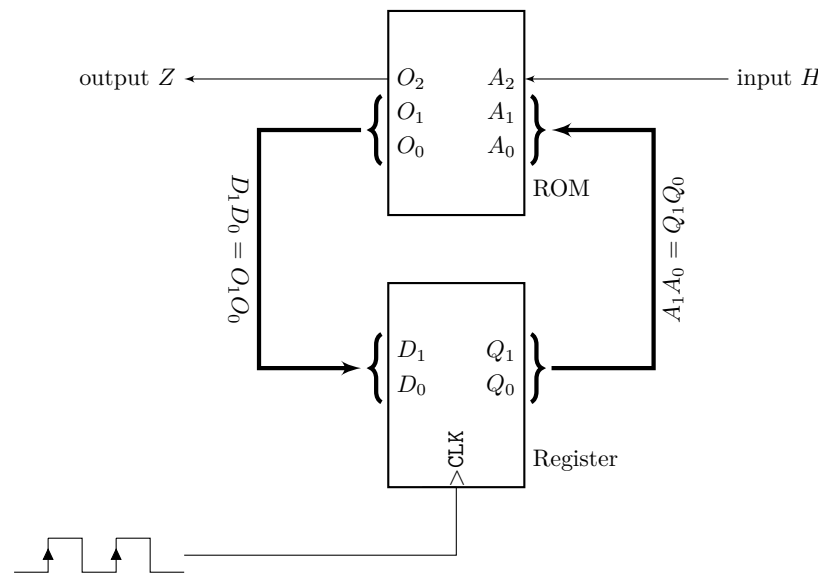 output Z
O₂
A₂
input H
O₁
A₁
O₀
A₀
ROM
D₁D₀ = O₁O₀
A₁A₀ = Q₁Q₀
D₁
Q₁
D₀
Q₀
CLK
Register